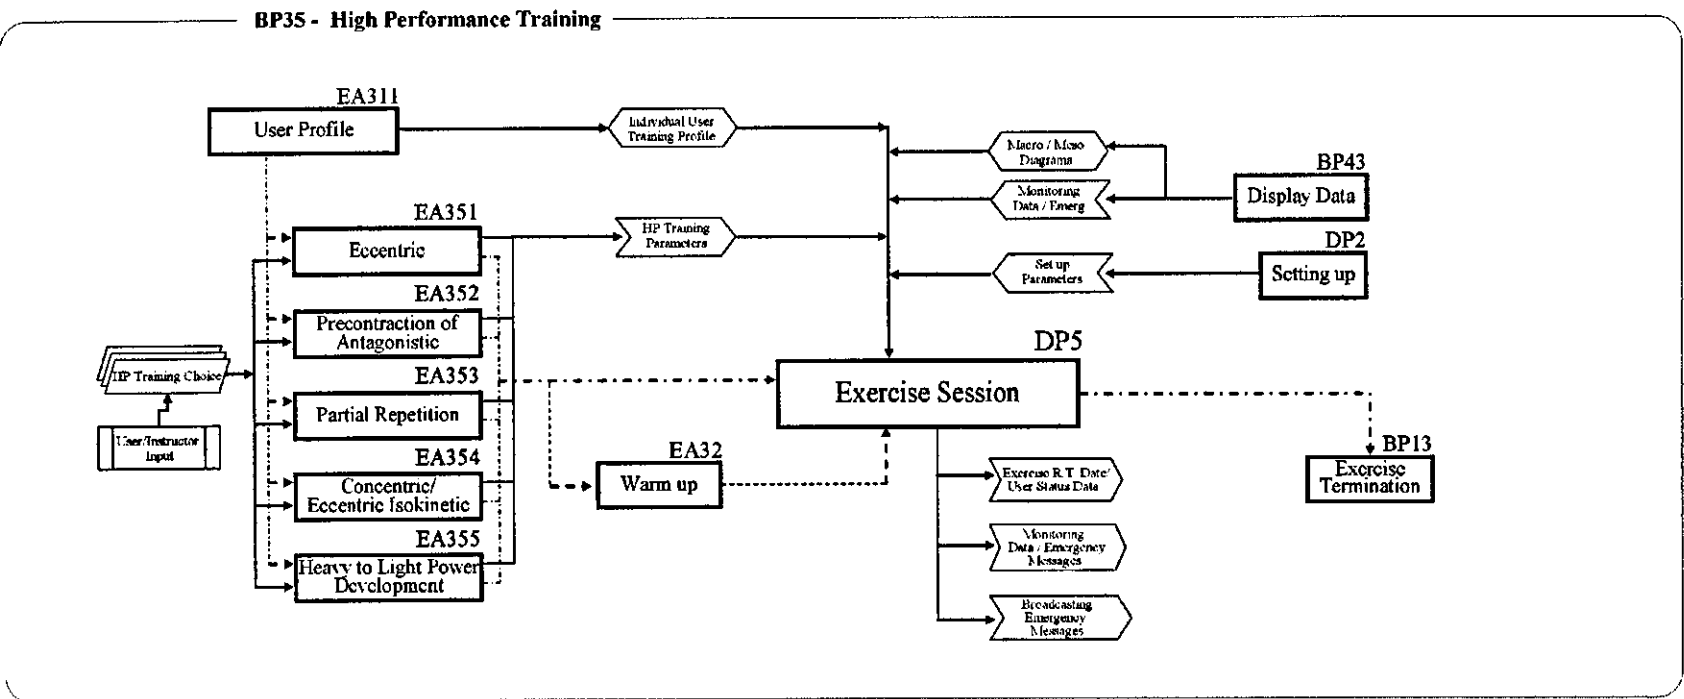 BP35 - High Performance Training
EA311
User Profile
Individual User
Training Profile
Macro / Meso
Diagrams
BP43
Display Data
Monitoring
Data / Emerg
EA351
Eccentric
HP Training
Parameters
DP2
Setting up
Set up
Parameters
EA352
Precontraction of
Antagonistic
DP5
Exercise Session
HP Training Choice
EA353
Partial Repetition
User/Instructor
Input
EA354
Concentric/
Eccentric Isokinetic
EA32
Warm up
BP13
Exercise
Termination
Exercise R.T. Date/
User Status Data
EA355
Heavy to Light Power
Development
Monitoring
Data / Emergency
Messages
Broadcasting
Emergency
Messages